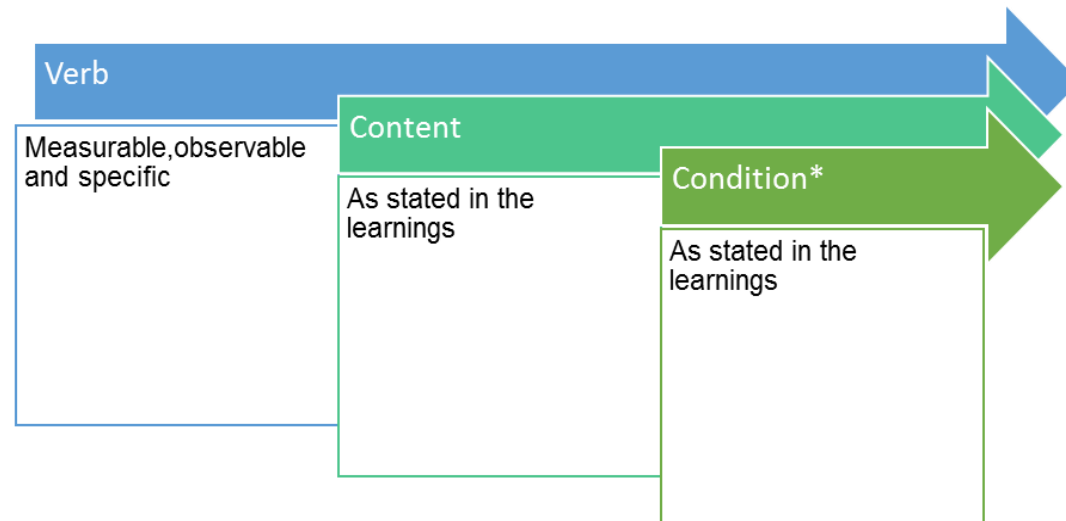 Verb
Measurable,observable
and specific
Content
As stated in the
learnings
Condition*
As stated in the
learnings